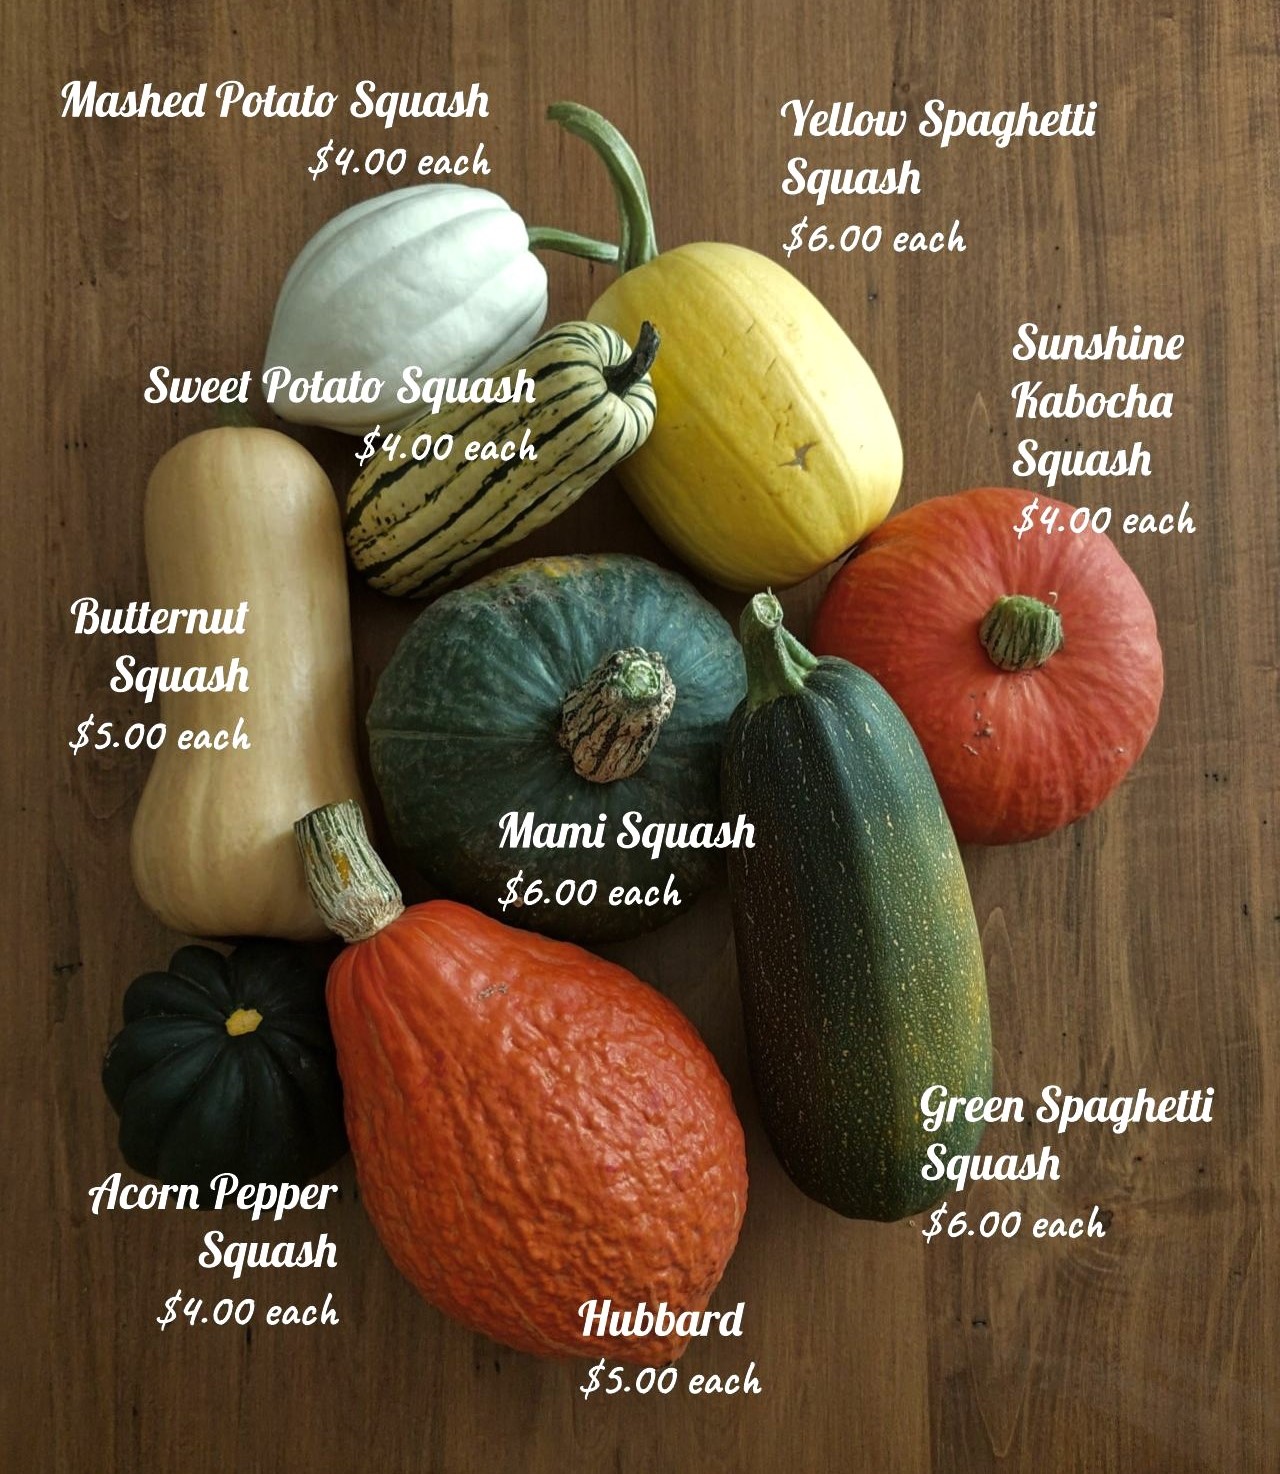 Mashed Potato Squash
$4.00 each
Yellow Spaghetti
Squash
$6.00 each
Sunshine
Kabocha
Squash
$4.00 each
Sweet Potato Squash
$4.00 each
Butternut
Squash
$5.00 each
Mami Squash
$6.00 each
Green Spaghetti
Squash
$6.00 each
Acorn Pepper
Squash
$4.00 each
Hubbard
$5.00 each